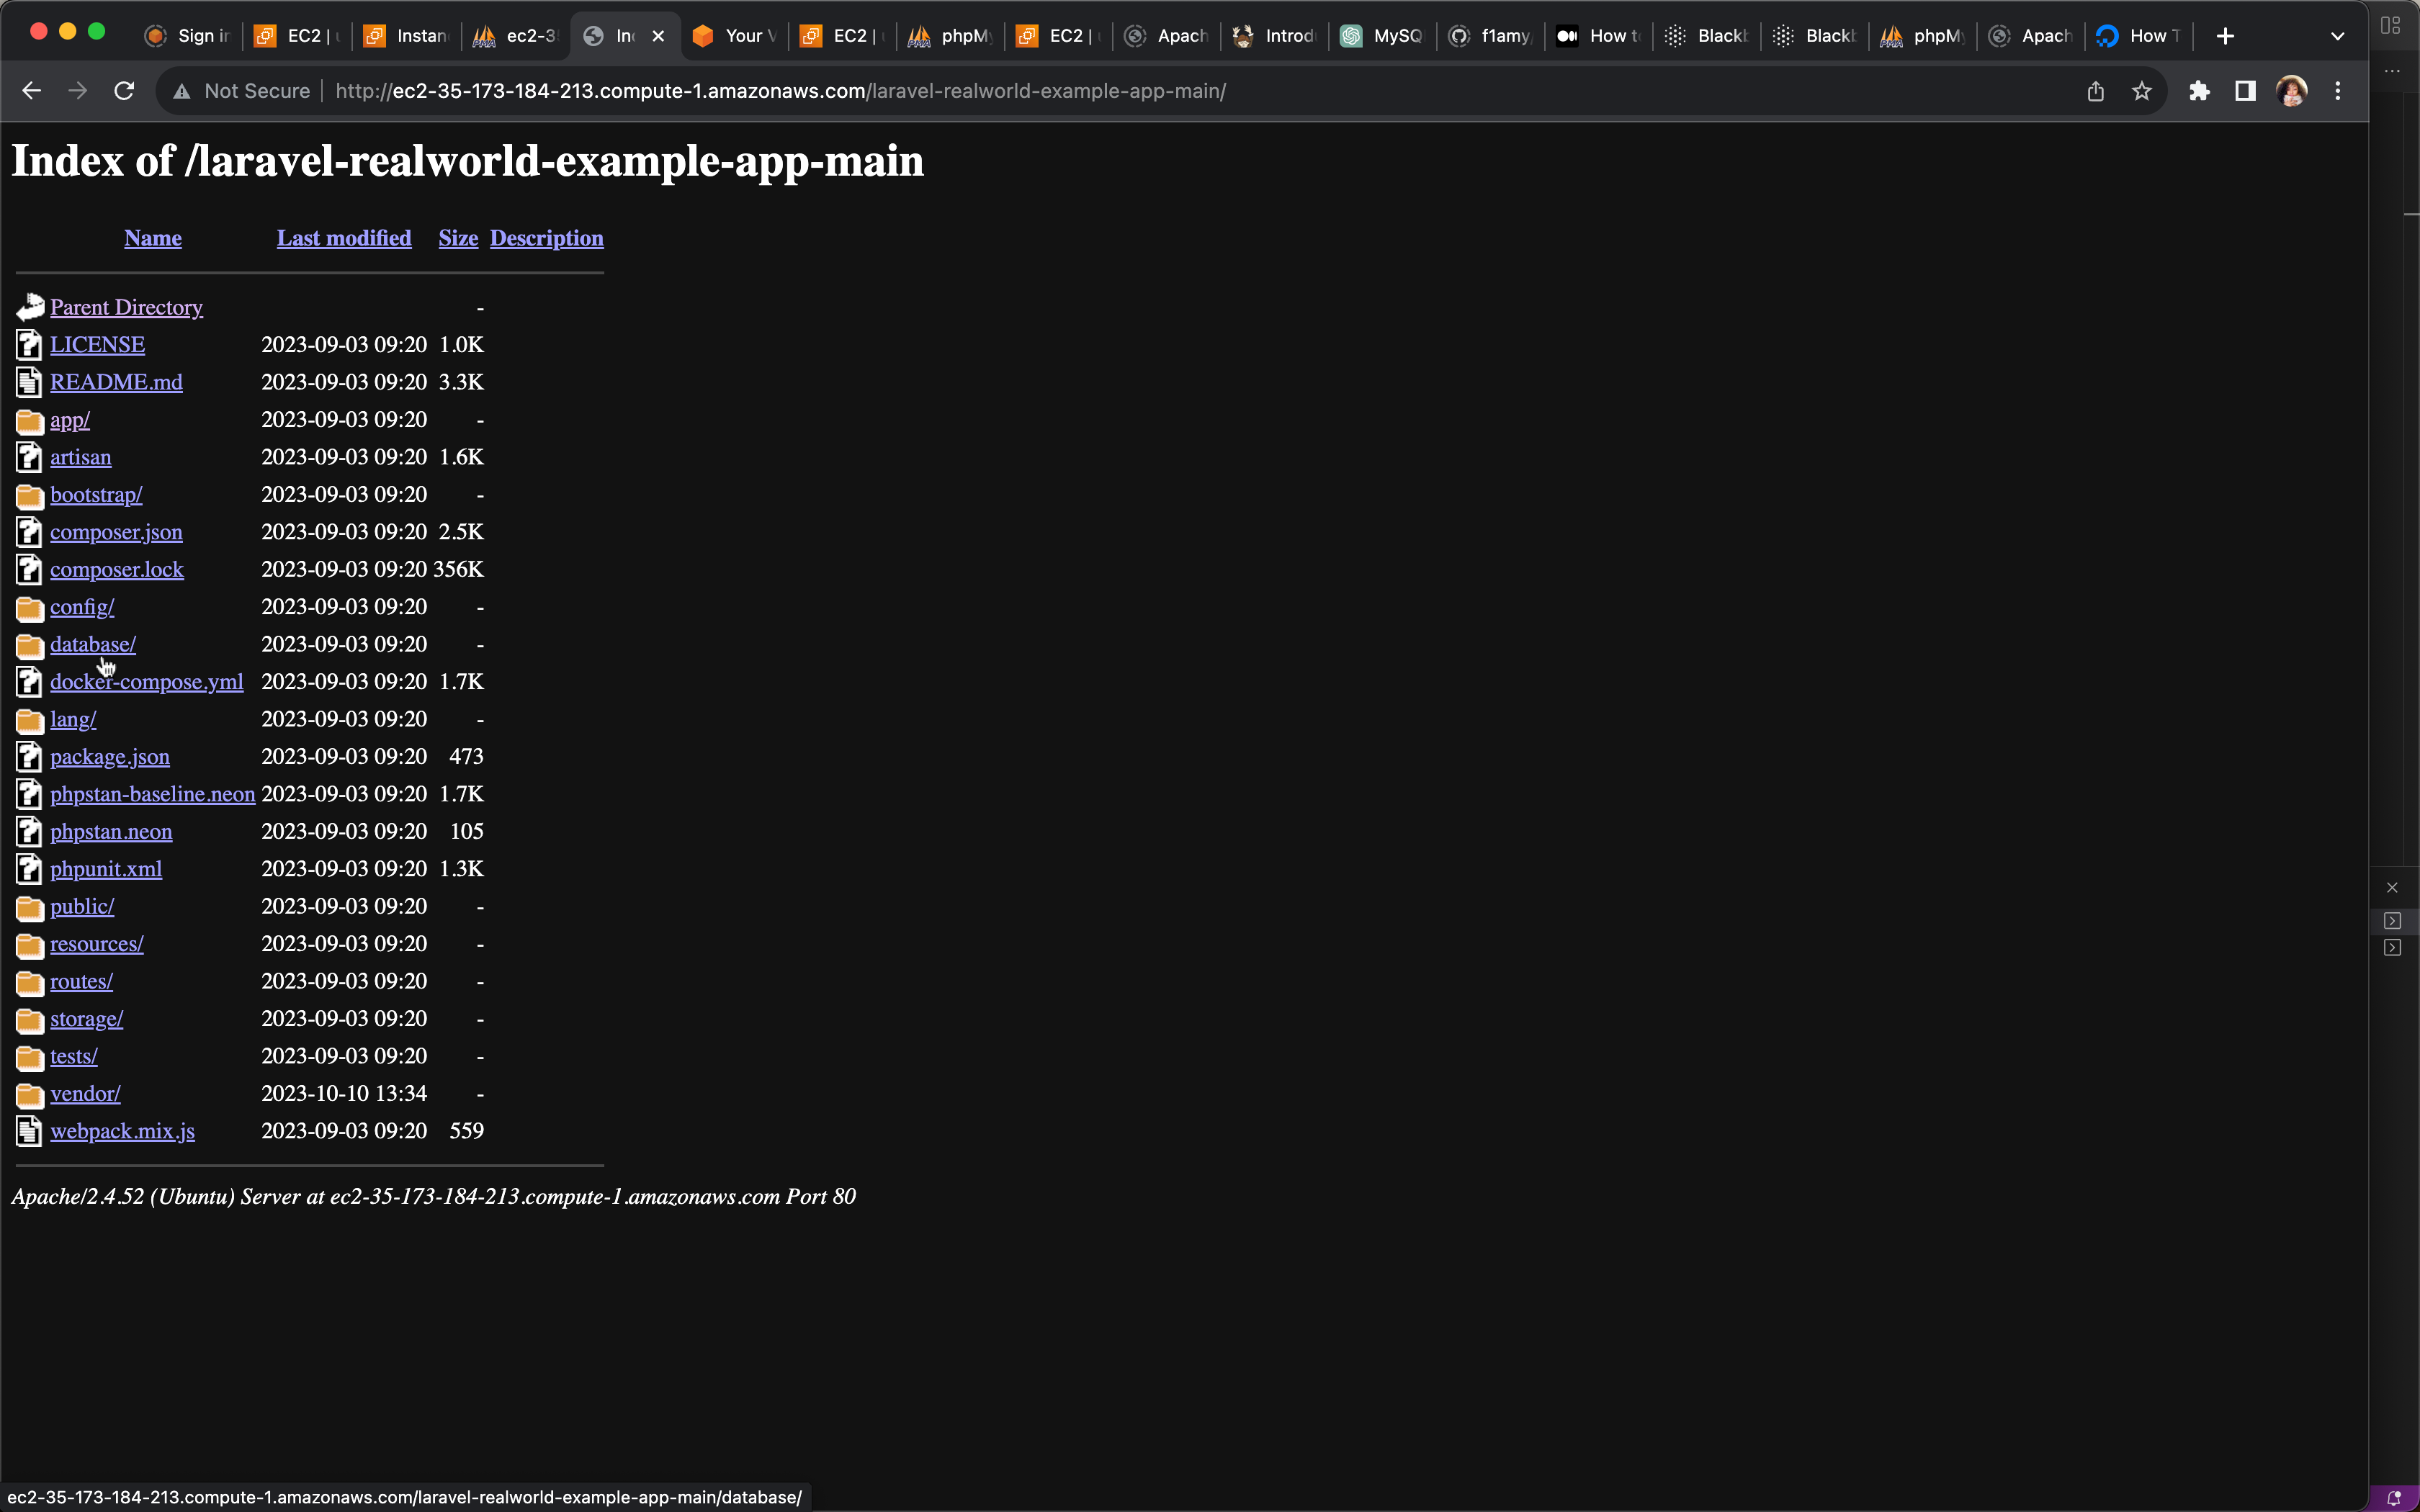 Sign in EC2 | Instan ec2-3 In Your V EC2 | phpMy EC2 | Apach Introd MySQ f1amy/ How to Blackb Blackb phpMy Apach How T
Not Secure http://ec2-35-173-184-213.compute-1.amazonaws.com/laravel-realworld-example-app-main/
Index of /laravel-realworld-example-app-main
Name Last modified Size Description
Parent Directory -
LICENSE 2023-09-03 09:20 1.0K
README.md 2023-09-03 09:20 3.3K
app/ 2023-09-03 09:20 -
artisan 2023-09-03 09:20 1.6K
bootstrap/ 2023-09-03 09:20 -
composer.json 2023-09-03 09:20 2.5K
composer.lock 2023-09-03 09:20 356K
config/ 2023-09-03 09:20 -
database/ 2023-09-03 09:20 -
docker-compose.yml 2023-09-03 09:20 1.7K
lang/ 2023-09-03 09:20 -
package.json 2023-09-03 09:20 473
phpstan-baseline.neon 2023-09-03 09:20 1.7K
phpstan.neon 2023-09-03 09:20 105
phpunit.xml 2023-09-03 09:20 1.3K
public/ 2023-09-03 09:20 -
resources/ 2023-09-03 09:20 -
routes/ 2023-09-03 09:20 -
storage/ 2023-09-03 09:20 -
tests/ 2023-09-03 09:20 -
vendor/ 2023-10-10 13:34 -
webpack.mix.js 2023-09-03 09:20 559
Apache/2.4.52 (Ubuntu) Server at ec2-35-173-184-213.compute-1.amazonaws.com Port 80
ec2-35-173-184-213.compute-1.amazonaws.com/laravel-realworld-example-app-main/database/